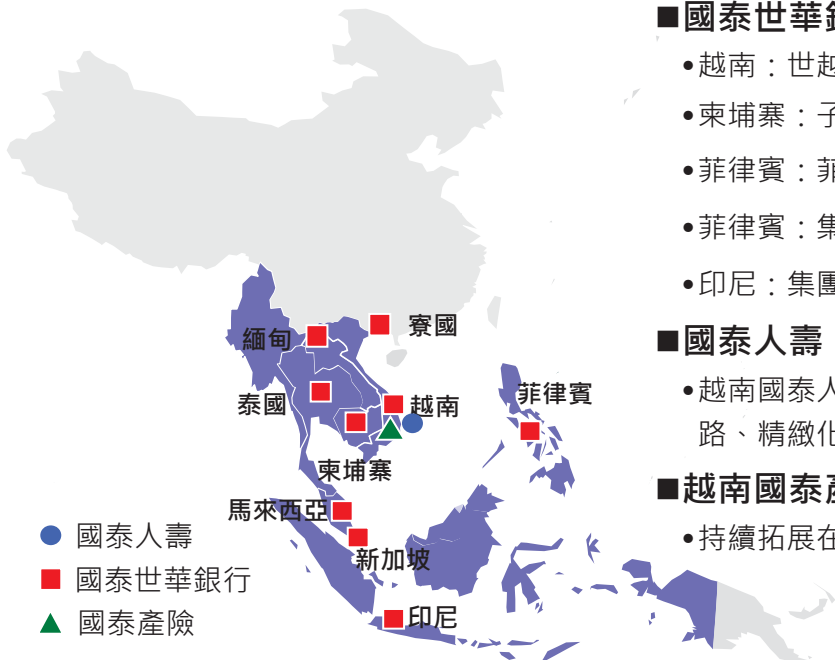 ■國泰世華銀
•越南：世越
•柬埔寨：子
•菲律賓：菲
•菲律賓：集
•印尼：集團
■國泰人壽
•越南國泰人
路、精緻化
■越南國泰產
•持續拓展在
緬甸
寮國
泰國
越南
菲律賓
柬埔寨
馬來西亞
新加坡
印尼
國泰人壽
國泰世華銀行
國泰產險